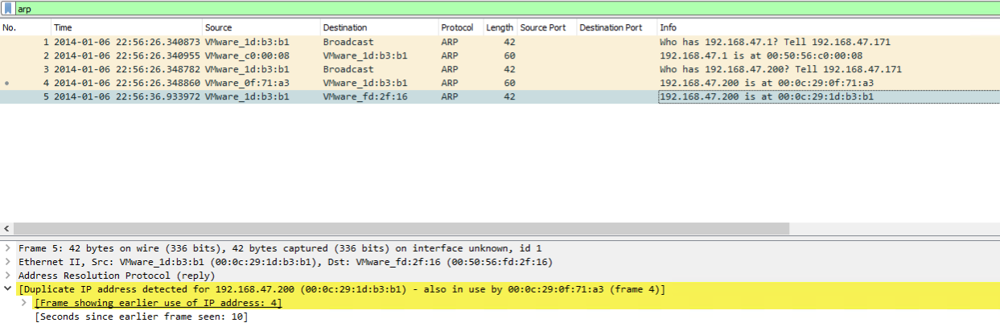 arp
No. Time Source Destination Protocol Length Source Port Destination Port Info
1 2014-01-06 22:56:26.340873 VMware_1d:b3:b1 Broadcast ARP 42 Who has 192.168.47.1? Tell 192.168.47.171
2 2014-01-06 22:56:26.340955 VMware_c0:00:08 VMware_1d:b3:b1 ARP 60 192.168.47.1 is at 00:50:56:c0:00:08
3 2014-01-06 22:56:26.348782 VMware_1d:b3:b1 Broadcast ARP 42 Who has 192.168.47.200? Tell 192.168.47.171
4 2014-01-06 22:56:26.348860 VMware_0f:71:a3 VMware_1d:b3:b1 ARP 60 192.168.47.200 is at 00:0c:29:0f:71:a3
5 2014-01-06 22:56:36.933972 VMware_1d:b3:b1 VMware_fd:2f:16 ARP 42 192.168.47.200 is at 00:0c:29:1d:b3:b1
Frame 5: 42 bytes on wire (336 bits), 42 bytes captured (336 bits) on interface unknown, id 1
Ethernet II, Src: VMware_1d:b3:b1 (00:0c:29:1d:b3:b1), Dst: VMware_fd:2f:16 (00:50:56:fd:2f:16)
Address Resolution Protocol (reply)
[Duplicate IP address detected for 192.168.47.200 (00:0c:29:1d:b3:b1) - also in use by 00:0c:29:0f:71:a3 (frame 4)]
[Frame showing earlier use of IP address: 4]
[Seconds since earlier frame seen: 10]